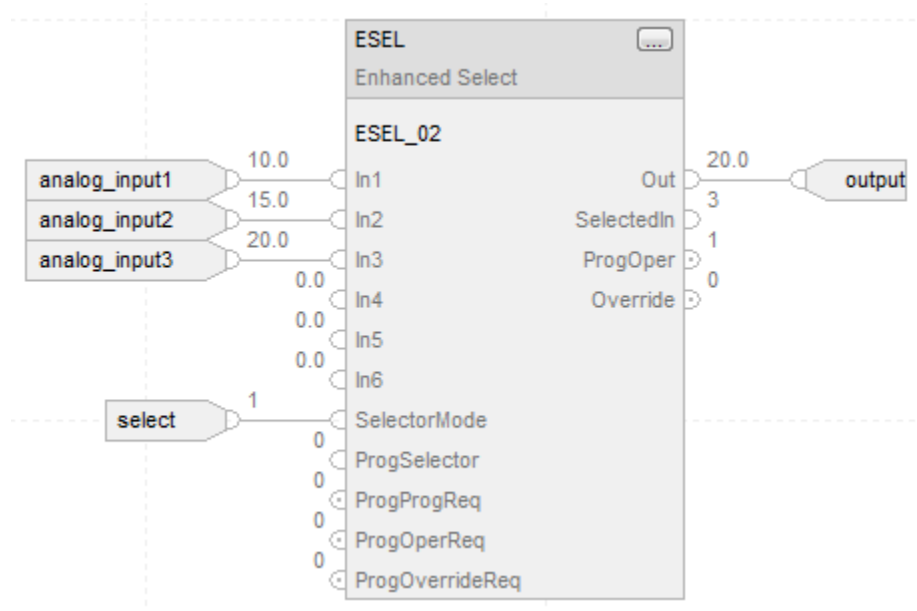 ESEL ...
Enhanced Select
ESEL_02
analog_input1 10.0 In1 Out 20.0 output
analog_input2 15.0 In2 SelectedIn 3
analog_input3 20.0 In3 ProgOper 1
0.0 In4 Override 0
0.0 In5
0.0 In6
select 1 SelectorMode
0 ProgSelector
0 ProgProgReq
0 ProgOperReq
0 ProgOverrideReq